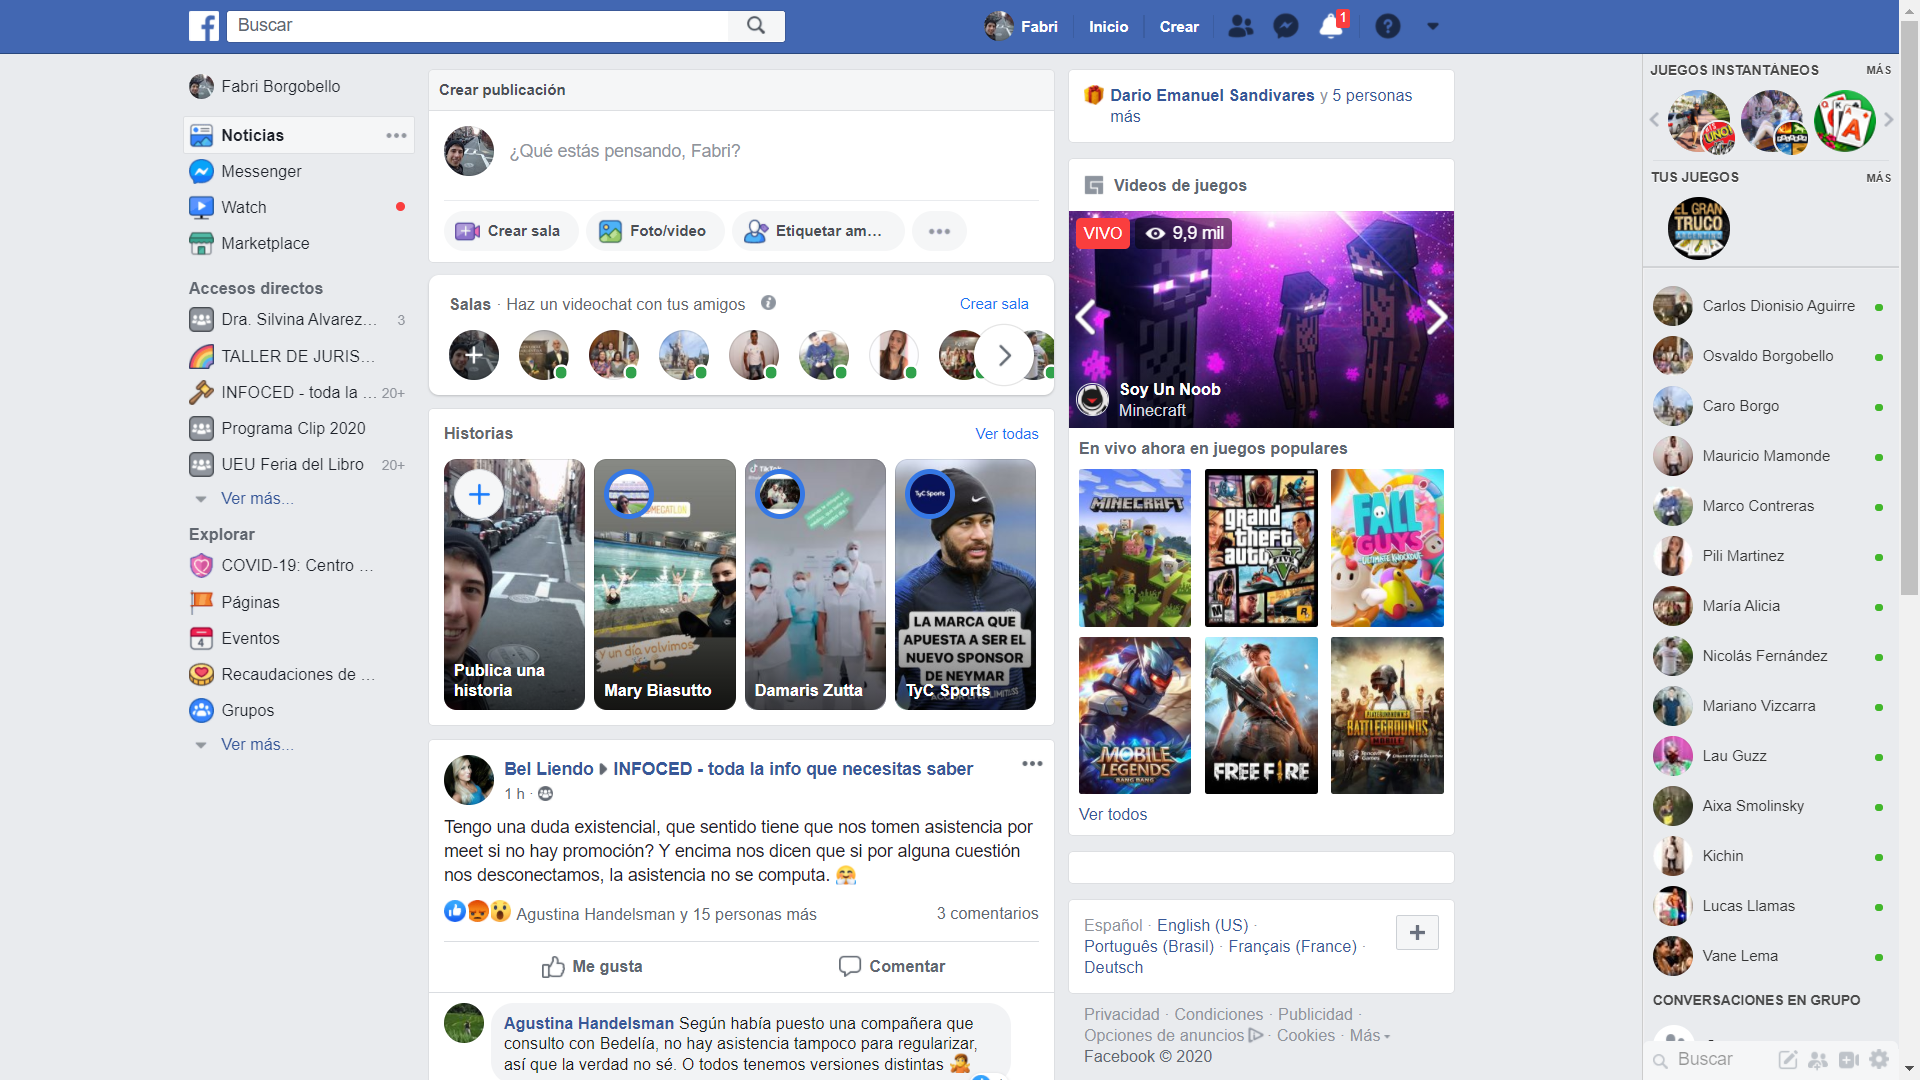 Buscar
Fabri
Inicio
Crear
1
Fabri Borgobello
Noticias
Messenger
Watch
Marketplace
Accesos directos
Dra. Silvina Alvarez... 3
TALLER DE JURIS...
INFOCED - toda la ... 20+
Programa Clip 2020
UEU Feria del Libro 20+
Ver más...
Explorar
COVID-19: Centro ...
Páginas
4
Eventos
Recaudaciones de ...
Grupos
Ver más...
Crear publicación
¿Qué estás pensando, Fabri?
Crear sala
Foto/video
Etiquetar am...
Salas · Haz un videochat con tus amigos
Crear sala
Historias
Ver todas
Publica una
historia
MECATLON
Y un día volvimos
Mary Biasutto
TikTok
Damaris Zutta
TyC Sports
LA MARCA QUE
APUESTA A SER EL
NUEVO SPONSOR
DE NEYMAR
TyC Sports
Bel Liendo
INFOCED - toda la info que necesitas saber
1 h ·
Tengo una duda existencial, que sentido tiene que nos tomen asistencia por
meet si no hay promoción? Y encima nos dicen que si por alguna cuestión
nos desconectamos, la asistencia no se computa.
Agustina Handelsman y 15 personas más
3 comentarios
Me gusta
Comentar
Agustina Handelsman Según había puesto una compañera que
consulto con Bedelía, no hay asistencia tampoco para regularizar,
así que la verdad no sé. O todos tenemos versiones distintas
Dario Emanuel Sandivares y 5 personas
más
Videos de juegos
VIVO
9,9 mil
Soy Un Noob
Minecraft
En vivo ahora en juegos populares
MINECRAFT
grand
theft
auto
V
FALL
GUYS
ULTIMATE KNOCKOUT
MOBILE
LEGENDS
BANG BANG
FREE FIRE
PLAYERUNKNOWN'S
BATTLEGROUNDS
MOBILE
Ver todos
Español · English (US) ·
Português (Brasil) · Français (France) ·
Deutsch
Privacidad · Condiciones · Publicidad ·
Opciones de anuncios · Cookies · Más
Facebook © 2020
JUEGOS INSTANTÁNEOS
MÁS
UNO
Q K A
A
TUS JUEGOS
MÁS
EL GRAN
TRUCO
ARGENTINO
Carlos Dionisio Aguirre
Osvaldo Borgobello
Caro Borgo
Mauricio Mamonde
Marco Contreras
Pili Martinez
María Alicia
Nicolás Fernández
Mariano Vizcarra
Lau Guzz
Aixa Smolinsky
Kichin
Lucas Llamas
Vane Lema
CONVERSACIONES EN GRUPO
Buscar